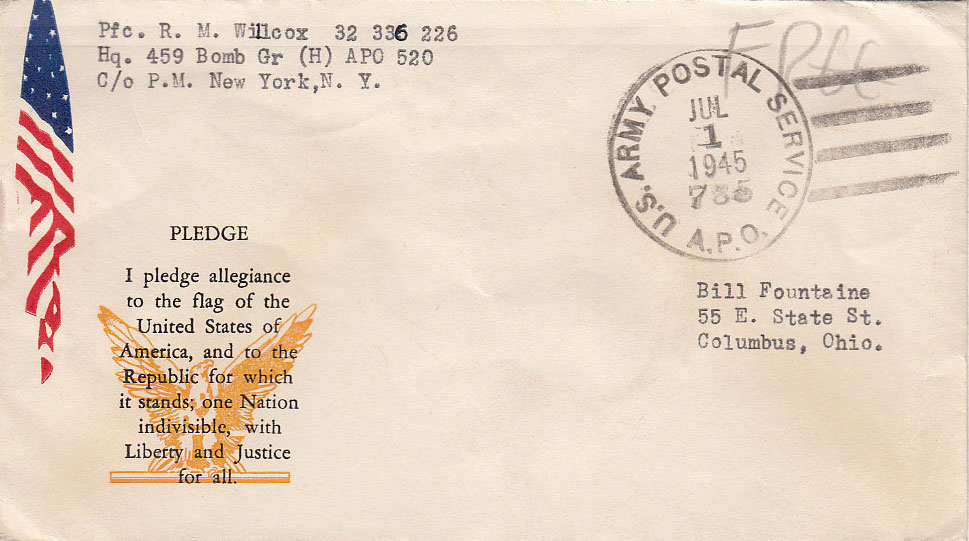 Pfc. R. M. Willcox 32 336 226
Hq. 459 Bomb Gr (H) APO 520
C/o P.M. New York,N. Y.
Free
U.S. ARMY POSTAL SERVICE
JUL
1
1945
785
A.P.O.
PLEDGE
I pledge allegiance
to the flag of the
United States of
America, and to the
Republic for which
it stands; one Nation
indivisible, with
Liberty and Justice
for all.
Bill Fountaine
55 E. State St.
Columbus, Ohio.